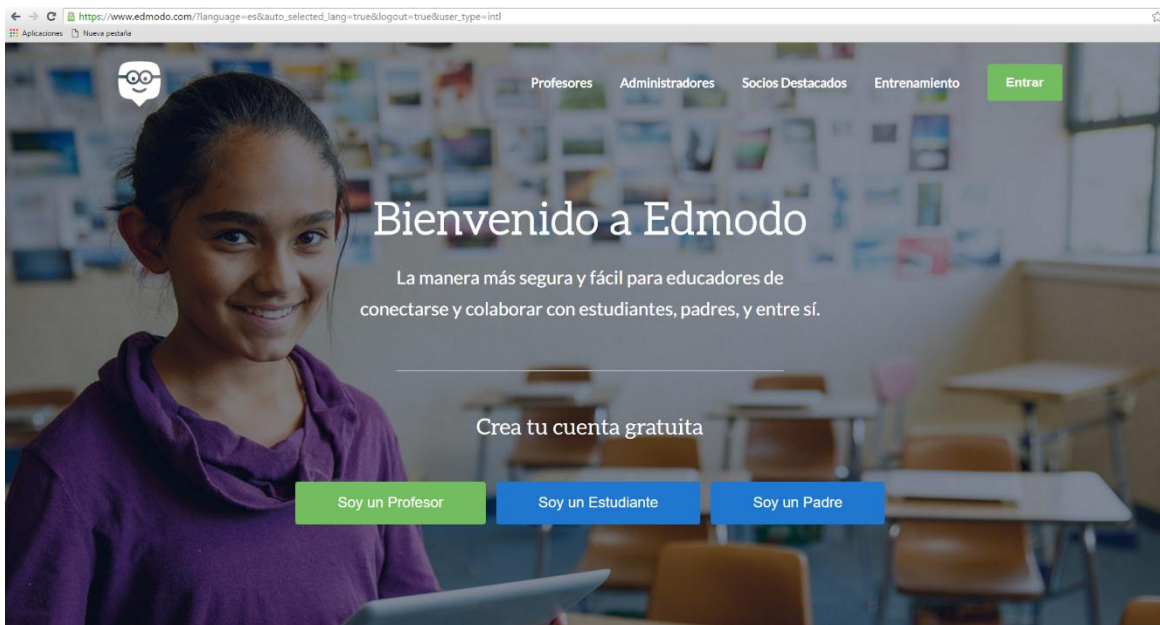 https://www.edmodo.com/?language=es&auto_selected_lang=true&logout=true&user_type=intl
Aplicaciones Nueva pestaña
Profesores Administradores Socios Destacados Entrenamiento Entrar
Bienvenido a Edmodo
La manera más segura y fácil para educadores de
conectarse y colaborar con estudiantes, padres, y entre sí.
Crea tu cuenta gratuita
Soy un Profesor Soy un Estudiante Soy un Padre